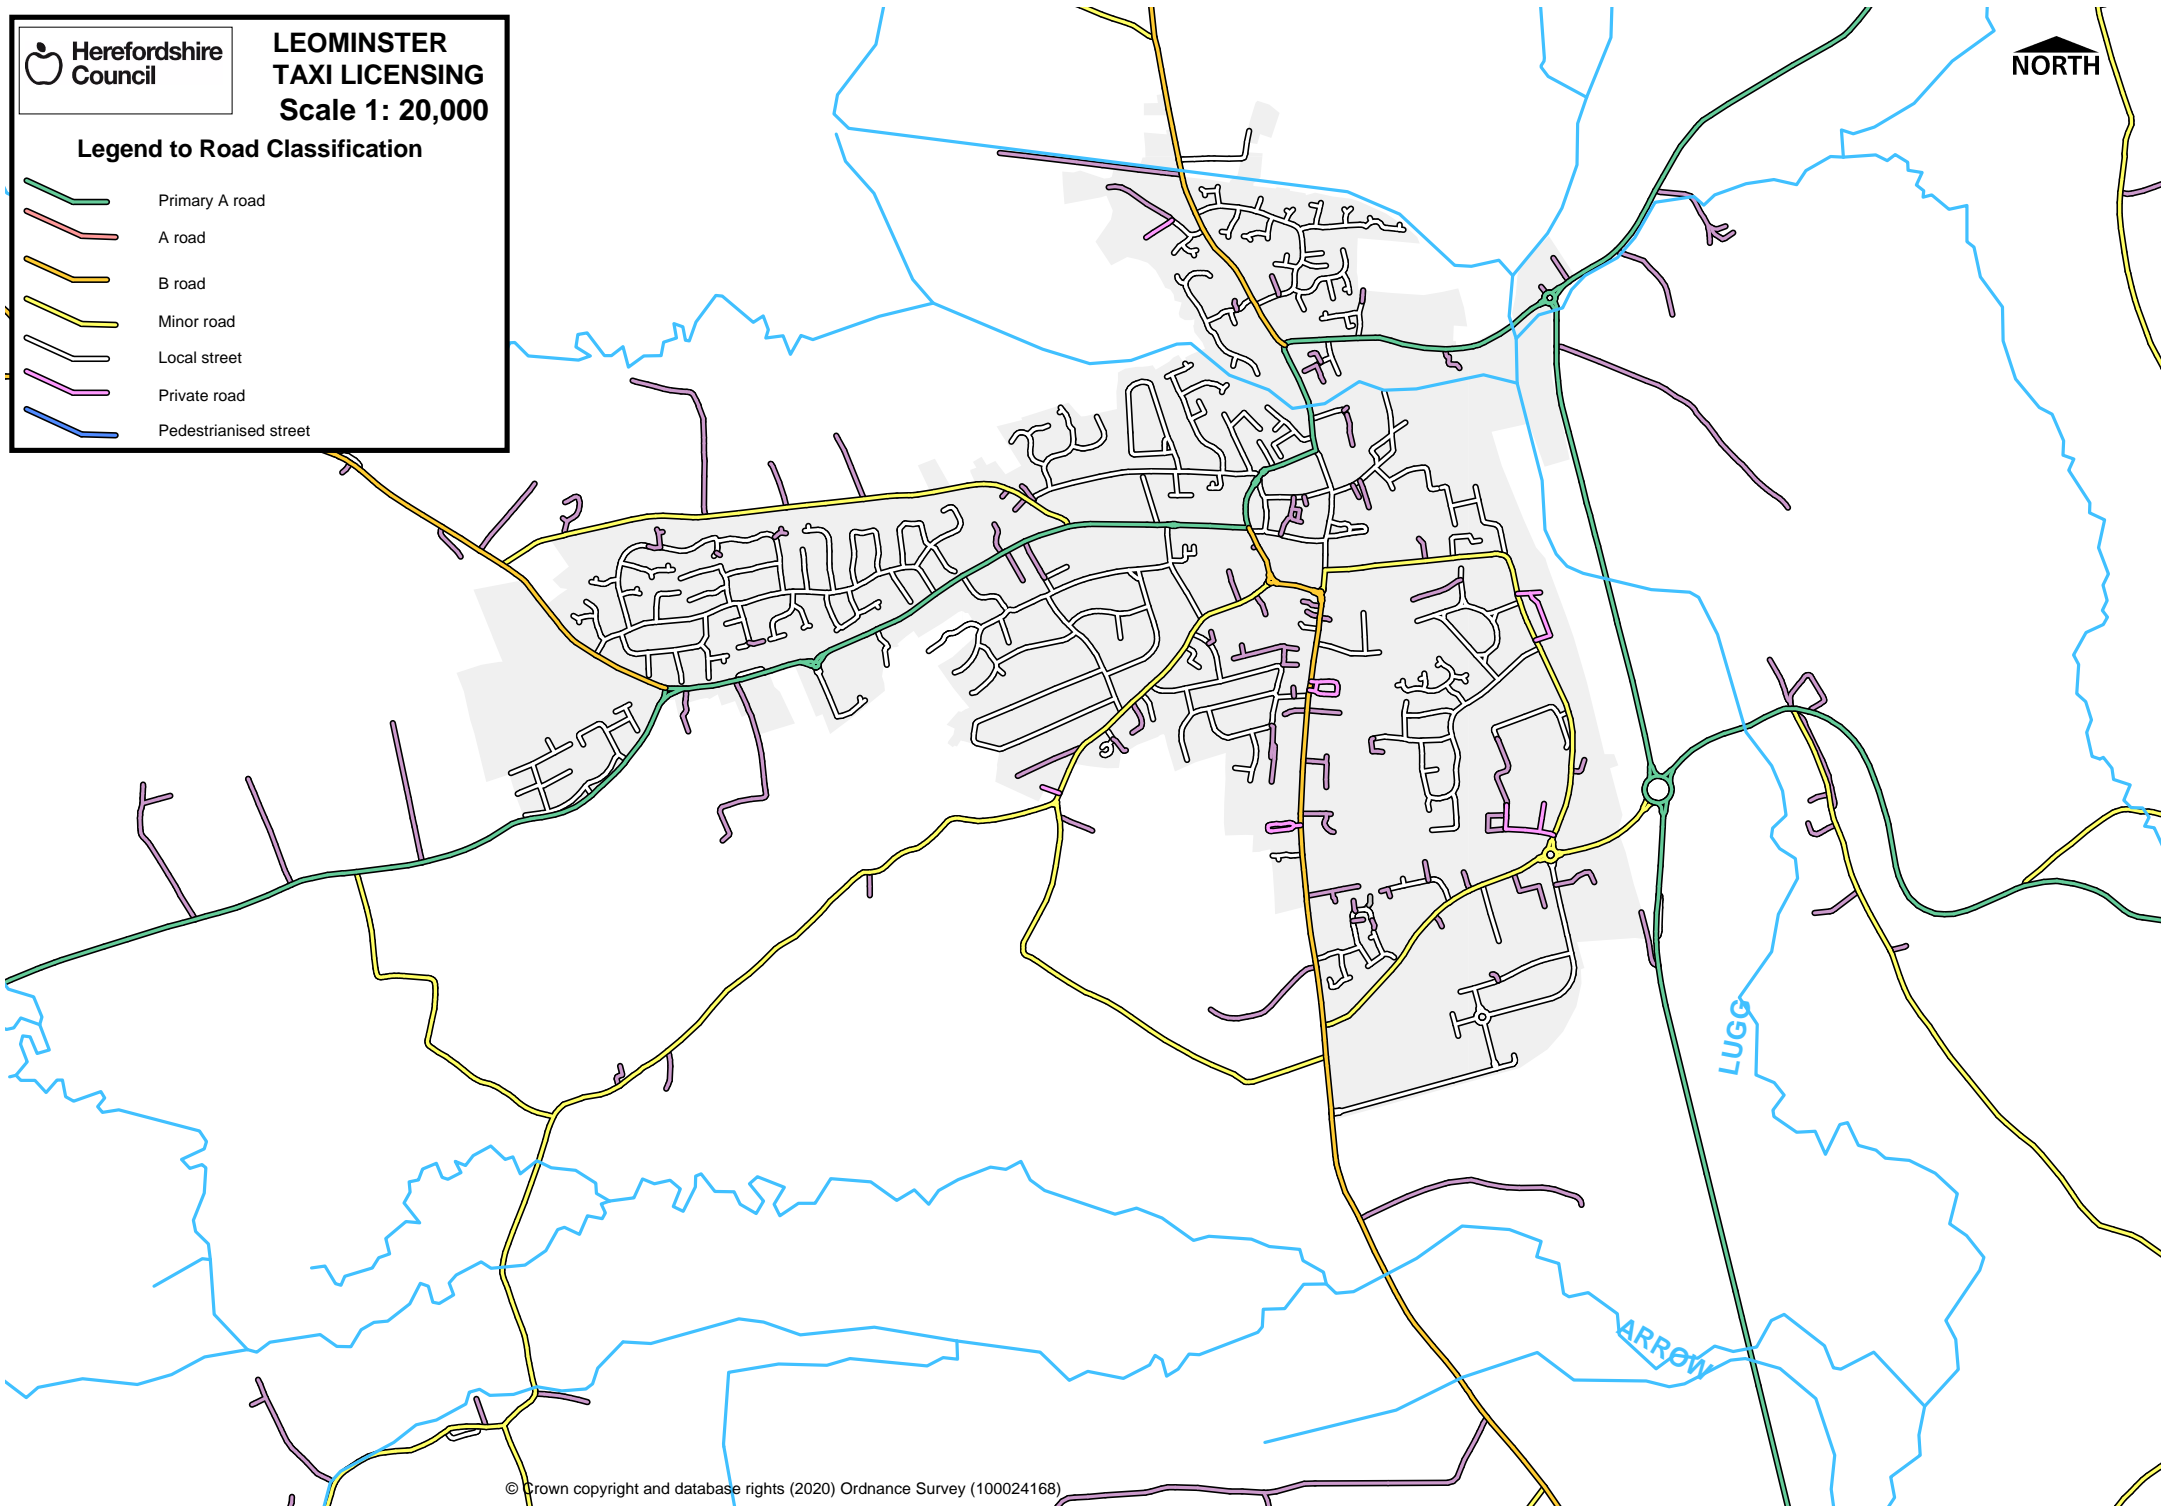 Herefordshire
Council
LEOMINSTER
TAXI LICENSING
Scale 1: 20,000
Legend to Road Classification
Primary A road
A road
B road
Minor road
Local street
Private road
Pedestrianised street
NORTH
LUGG
ARROW
© Crown copyright and database rights (2020) Ordnance Survey (100024168)